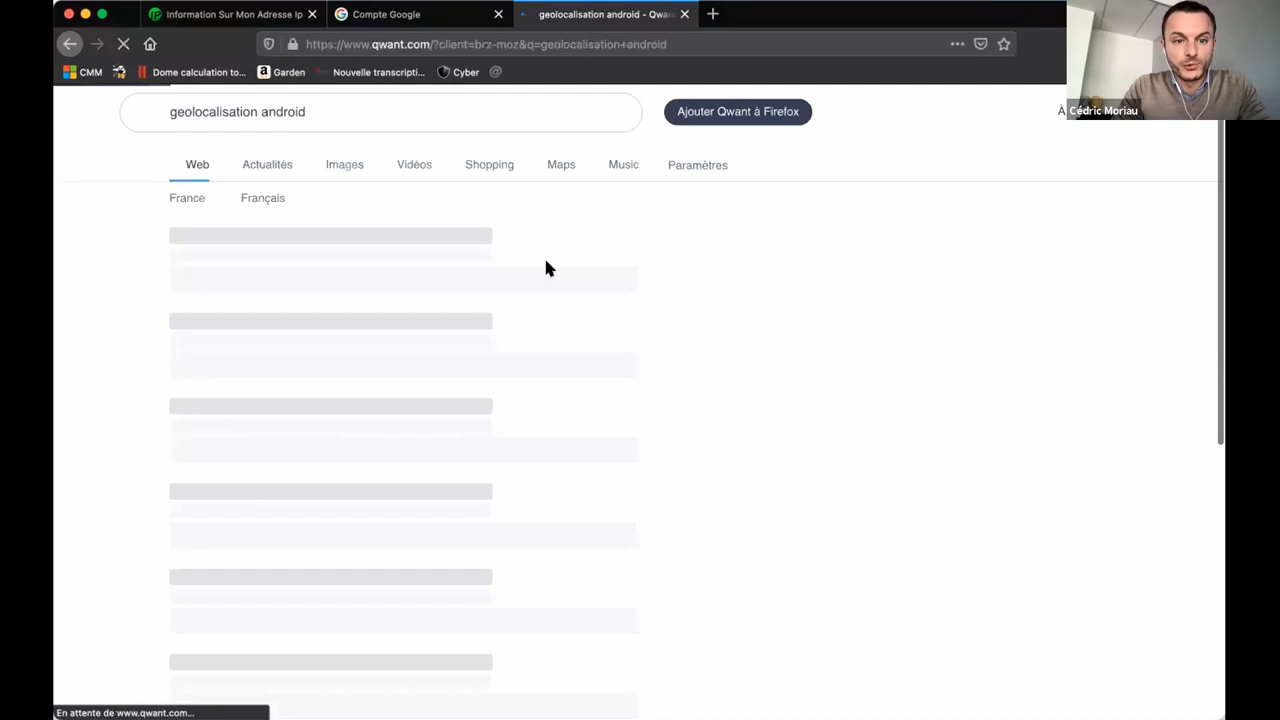 Information Sur Mon Adresse Ip
Compte Google
geolocalisation android - Qwa
https://www.qwant.com/?client=brz-moz&q=geolocalisation+android
CMM
Dome calculation to...
Garden
Nouvelle transcripti...
Cyber
À Cédric Moriau
geolocalisation android
Ajouter Qwant à Firefox
Web Actualités Images Vidéos Shopping Maps Music Paramètres
France Français
En attente de www.qwant.com...